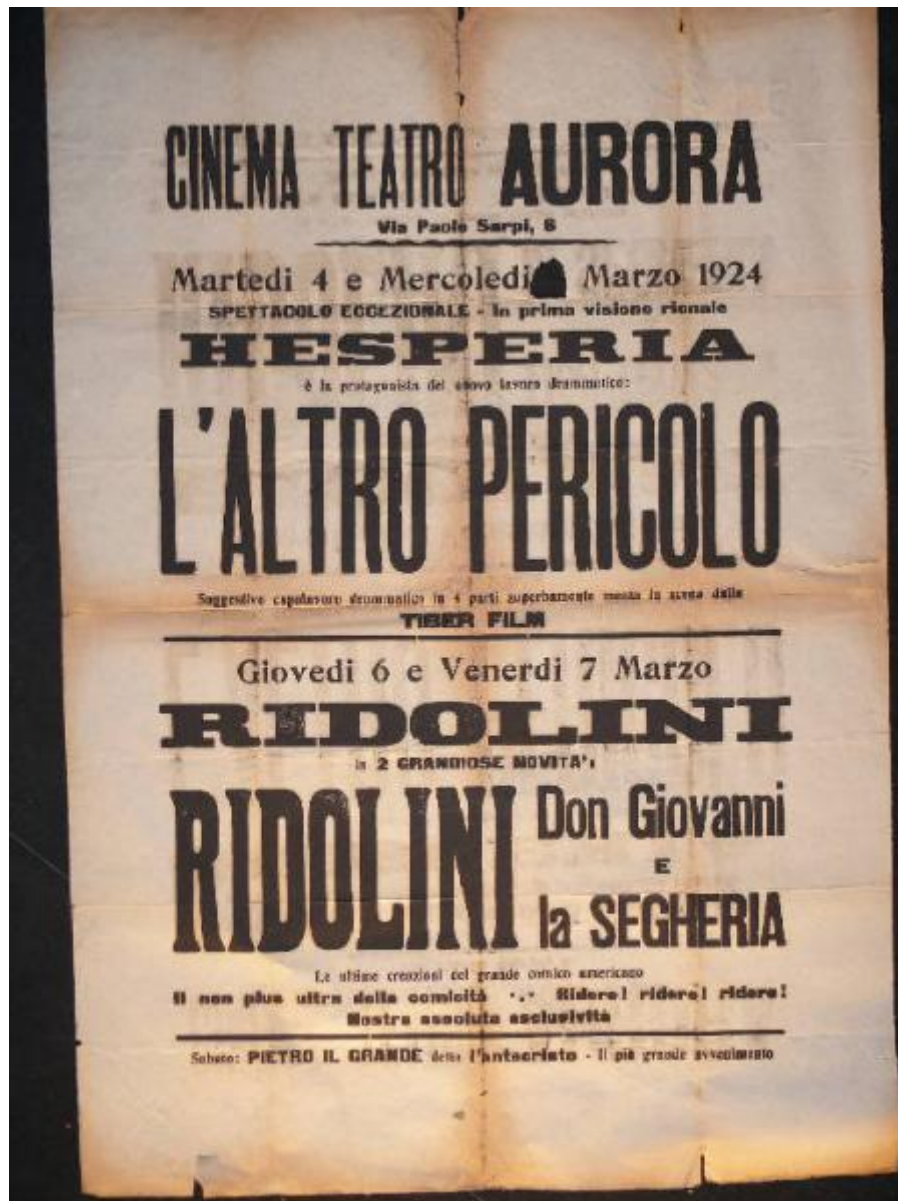 CINEMA TEATRO AURORA
Via Paolo Sarpi, 6
Martedi 4 e Mercoledi Marzo 1924
SPETTACOLO ECCEZIONALE - In prima visione rionale
HESPERIA
è la protagonista del nuovo lavoro drammatico:
L'ALTRO PERICOLO
Suggestivo capolavoro drammatico in 4 parti superbamente messo in scena dalla
TIBER FILM
Giovedi 6 e Venerdi 7 Marzo
RIDOLINI
in 2 GRANDIOSE NOVITA':
RIDOLINI Don Giovanni
E
la SEGHERIA
Le ultime creazioni del grande comico americano
Il non plus ultra della comicità Ridere! ridere! ridere!
Nostra assoluta esclusività
Sabato: PIETRO IL GRANDE detto l'antecristo - Il più grande avvenimento